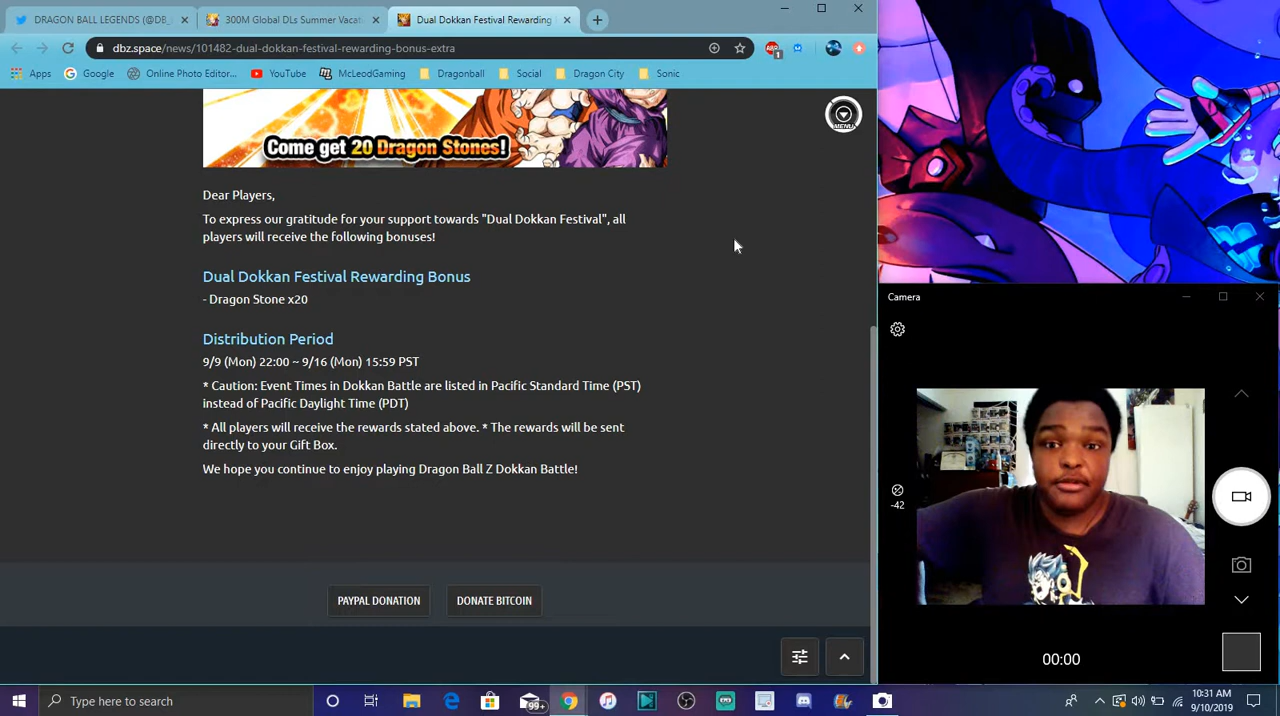 DRAGON BALL LEGENDS (@DB_
300M Global DLs Summer Vacat
Dual Dokkan Festival Rewarding
dbz.space/news/101482-dual-dokkan-festival-rewarding-bonus-extra
ABP
1
Apps
Google
Online Photo Editor...
YouTube
McLeodGaming
Dragonball
Social
Dragon City
Sonic
MENU
Come get 20 Dragon Stones!
Dear Players,
To express our gratitude for your support towards "Dual Dokkan Festival", all
players will receive the following bonuses!
Dual Dokkan Festival Rewarding Bonus
- Dragon Stone x20
Distribution Period
9/9 (Mon) 22:00 ~ 9/16 (Mon) 15:59 PST
* Caution: Event Times in Dokkan Battle are listed in Pacific Standard Time (PST)
instead of Pacific Daylight Time (PDT)
* All players will receive the rewards stated above. * The rewards will be sent
directly to your Gift Box.
We hope you continue to enjoy playing Dragon Ball Z Dokkan Battle!
PAYPAL DONATION
DONATE BITCOIN
Camera
-42
00:00
Type here to search
99+
10:31 AM
9/10/2019